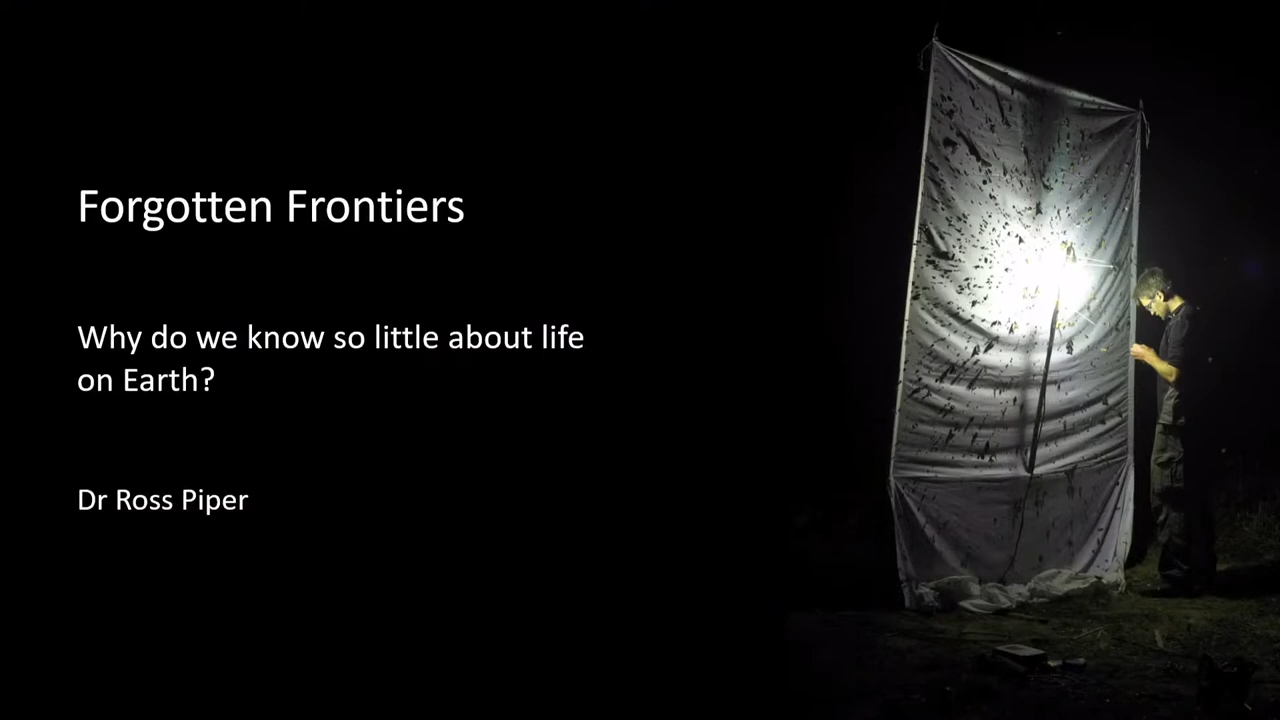 Forgotten Frontiers
Why do we know so little about life
on Earth?
Dr Ross Piper